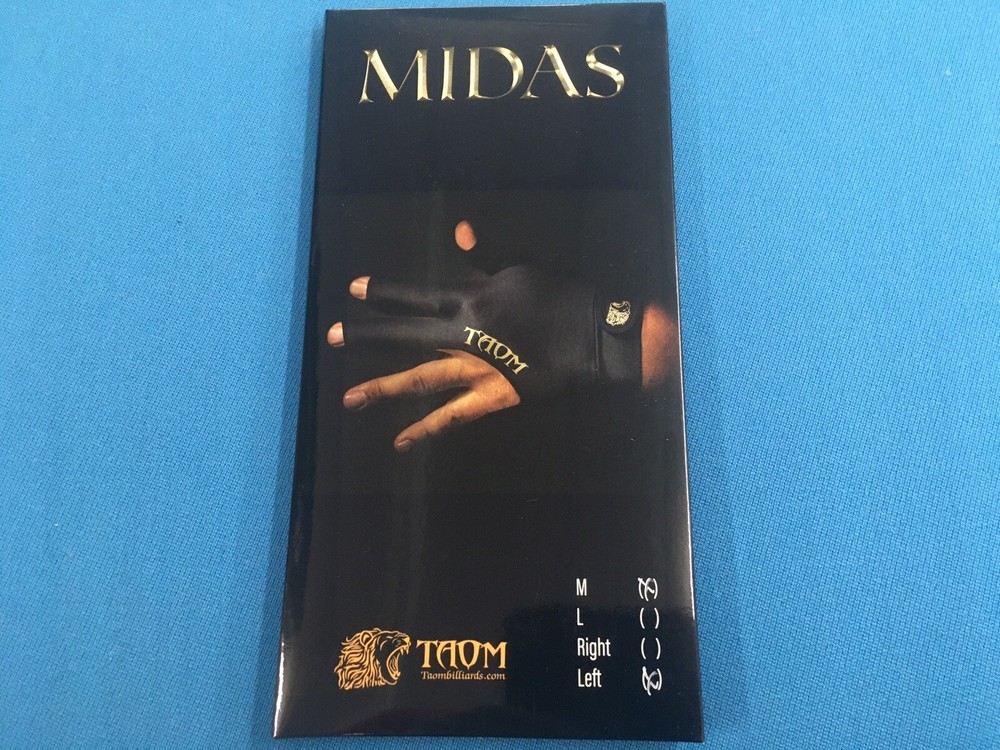 MIDAS
TAOM
M (X)
L ( )
Right ( )
Left (X)
TAOM
Taombilliards.com